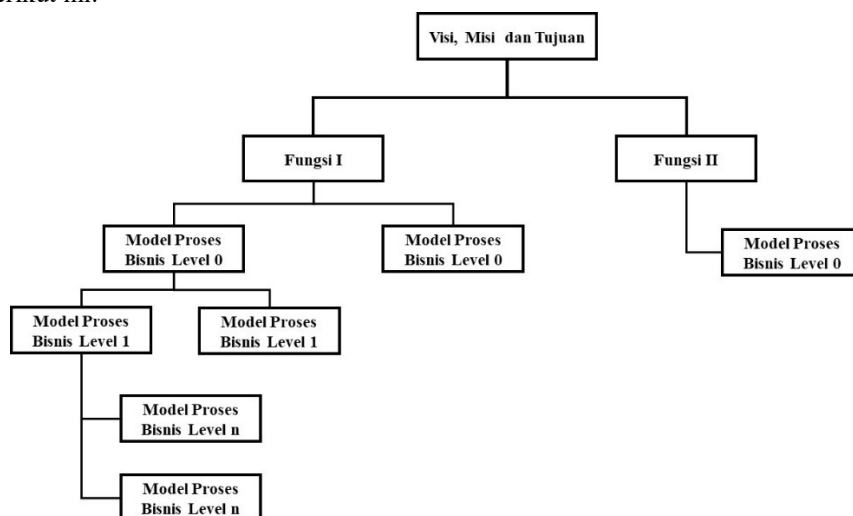 Visi, Misi dan Tujuan
Fungsi I
Fungsi II
Model Proses
Bisnis Level 0
Model Proses
Bisnis Level 0
Model Proses
Bisnis Level 0
Model Proses
Bisnis Level 1
Model Proses
Bisnis Level 1
Model Proses
Bisnis Level n
Model Proses
Bisnis Level n